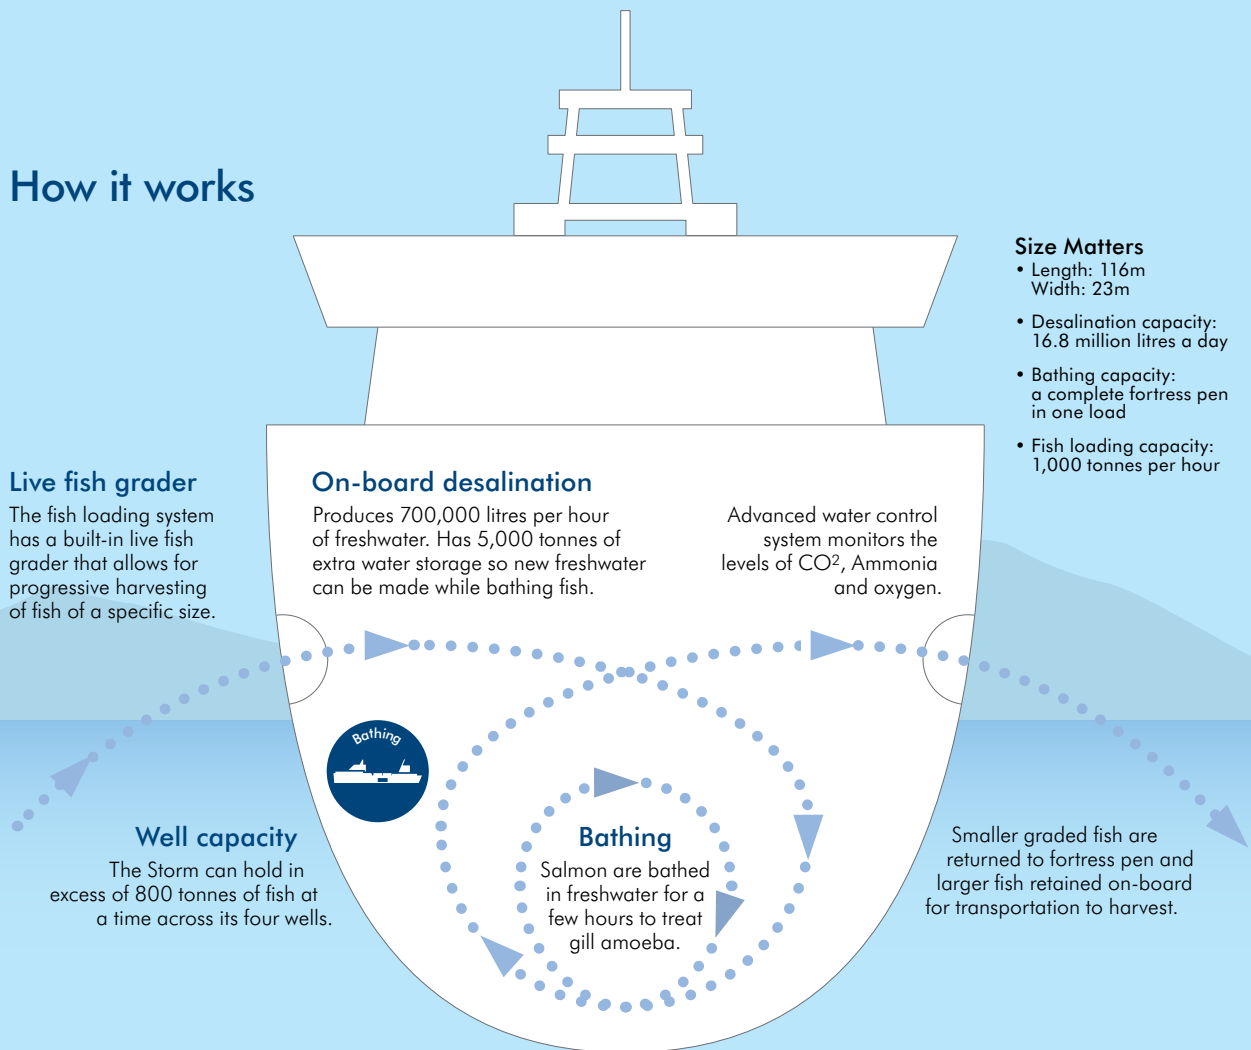 How it works
Size Matters
• Length: 116m
Width: 23m
• Desalination capacity:
16.8 million litres a day
• Bathing capacity:
a complete fortress pen
in one load
• Fish loading capacity:
1,000 tonnes per hour
Live fish grader
The fish loading system
has a built-in live fish
grader that allows for
progressive harvesting
of fish of a specific size.
On-board desalination
Produces 700,000 litres per hour
of freshwater. Has 5,000 tonnes of
extra water storage so new freshwater
can be made while bathing fish.
Advanced water control
system monitors the
levels of CO², Ammonia
and oxygen.
Bathing
Well capacity
The Storm can hold in
excess of 800 tonnes of fish at
a time across its four wells.
Bathing
Salmon are bathed
in freshwater for a
few hours to treat
gill amoeba.
Smaller graded fish are
returned to fortress pen and
larger fish retained on-board
for transportation to harvest.